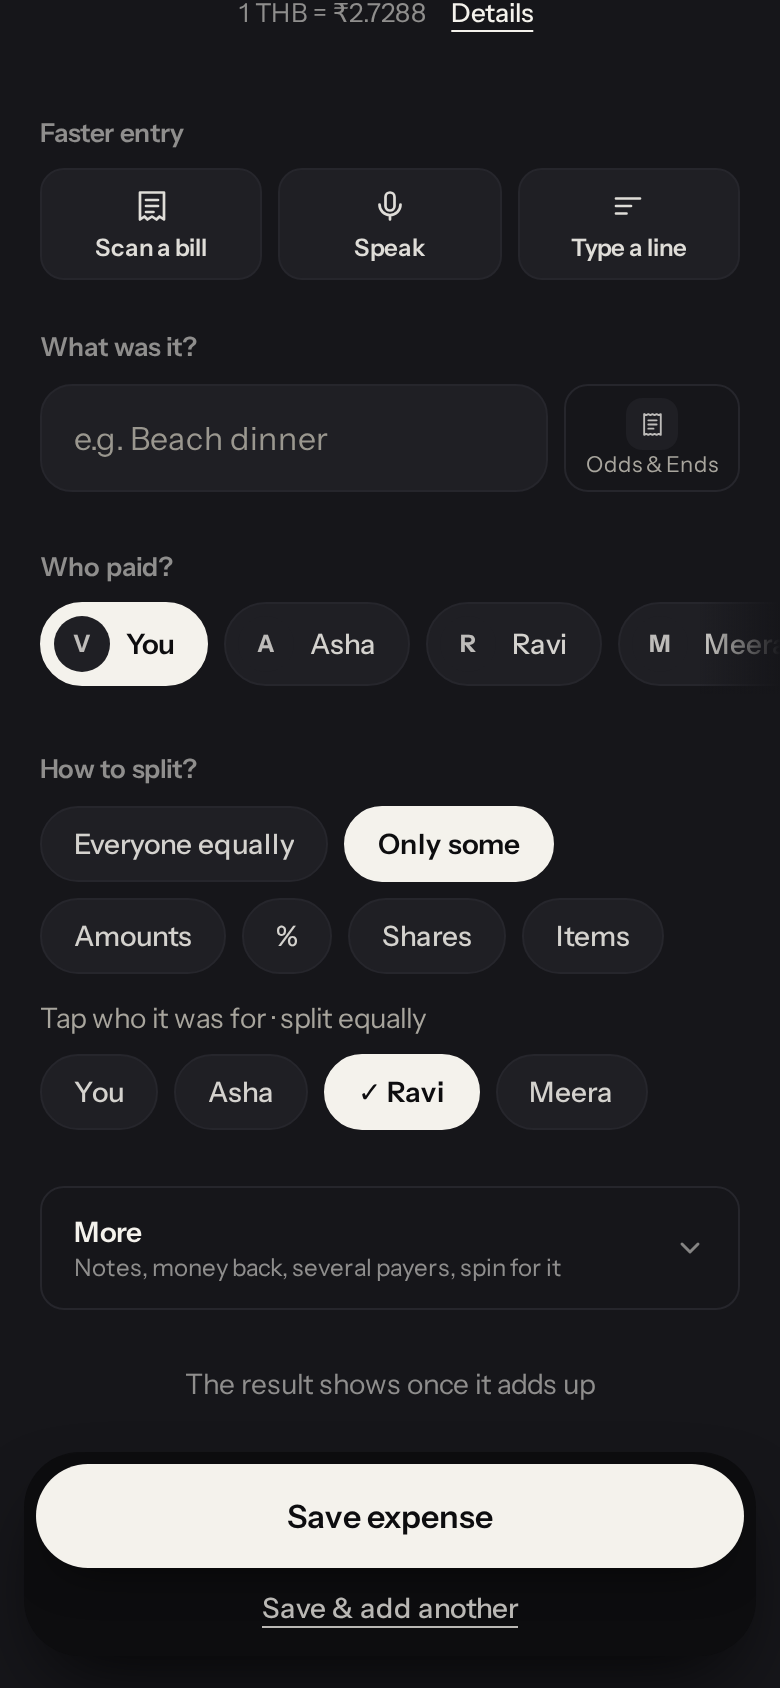 1 THB = ₹2.7288 Details
Faster entry
Scan a bill Speak Type a line
What was it?
e.g. Beach dinner
Odds & Ends
Who paid?
V You A Asha R Ravi M Meera
How to split?
Everyone equally Only some
Amounts % Shares Items
Tap who it was for · split equally
You Asha ✓ Ravi Meera
More
Notes, money back, several payers, spin for it
The result shows once it adds up
Save expense
Save & add another